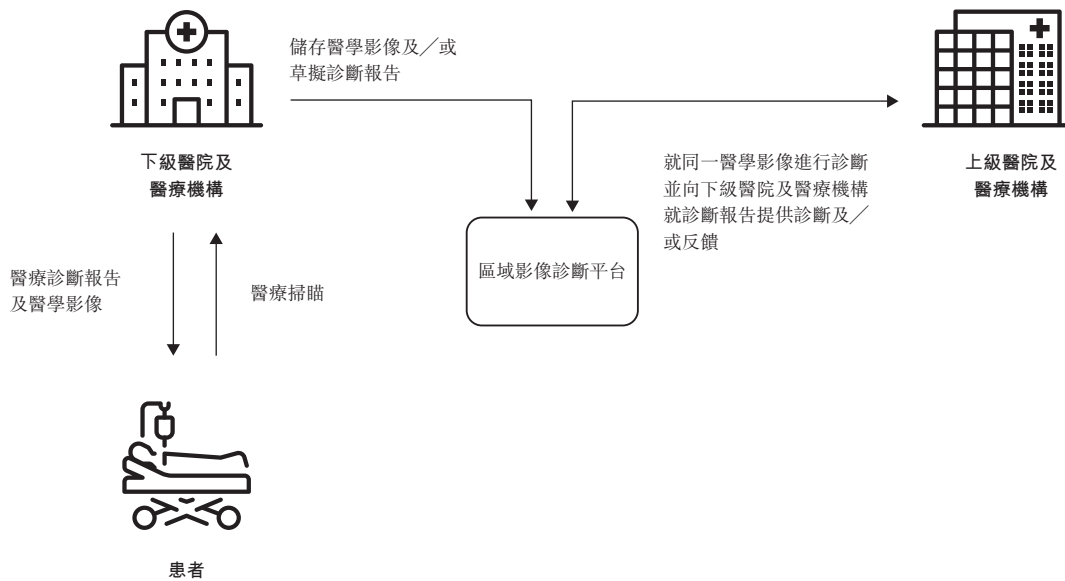 儲存醫學影像及／或
草擬診斷報告
下級醫院及
醫療機構
就同一醫學影像進行診斷
並向下級醫院及醫療機構
就診斷報告提供診斷及／
或反饋
上級醫院及
醫療機構
區域影像診斷平台
醫療診斷報告
及醫學影像
醫療掃瞄
患者